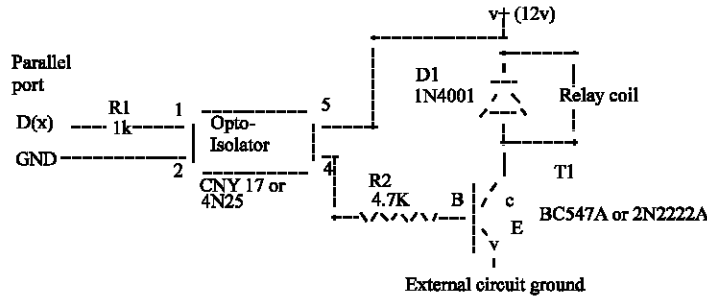 v+ (12v)
Parallel
port
D1
1N4001
Relay coil
R1
1
5
D(x)
1k
Opto-
Isolator
GND
2
4
CNY 17 or
4N25
R2
4.7K
B
c
T1
E
BC547A or 2N2222A
v
External circuit ground